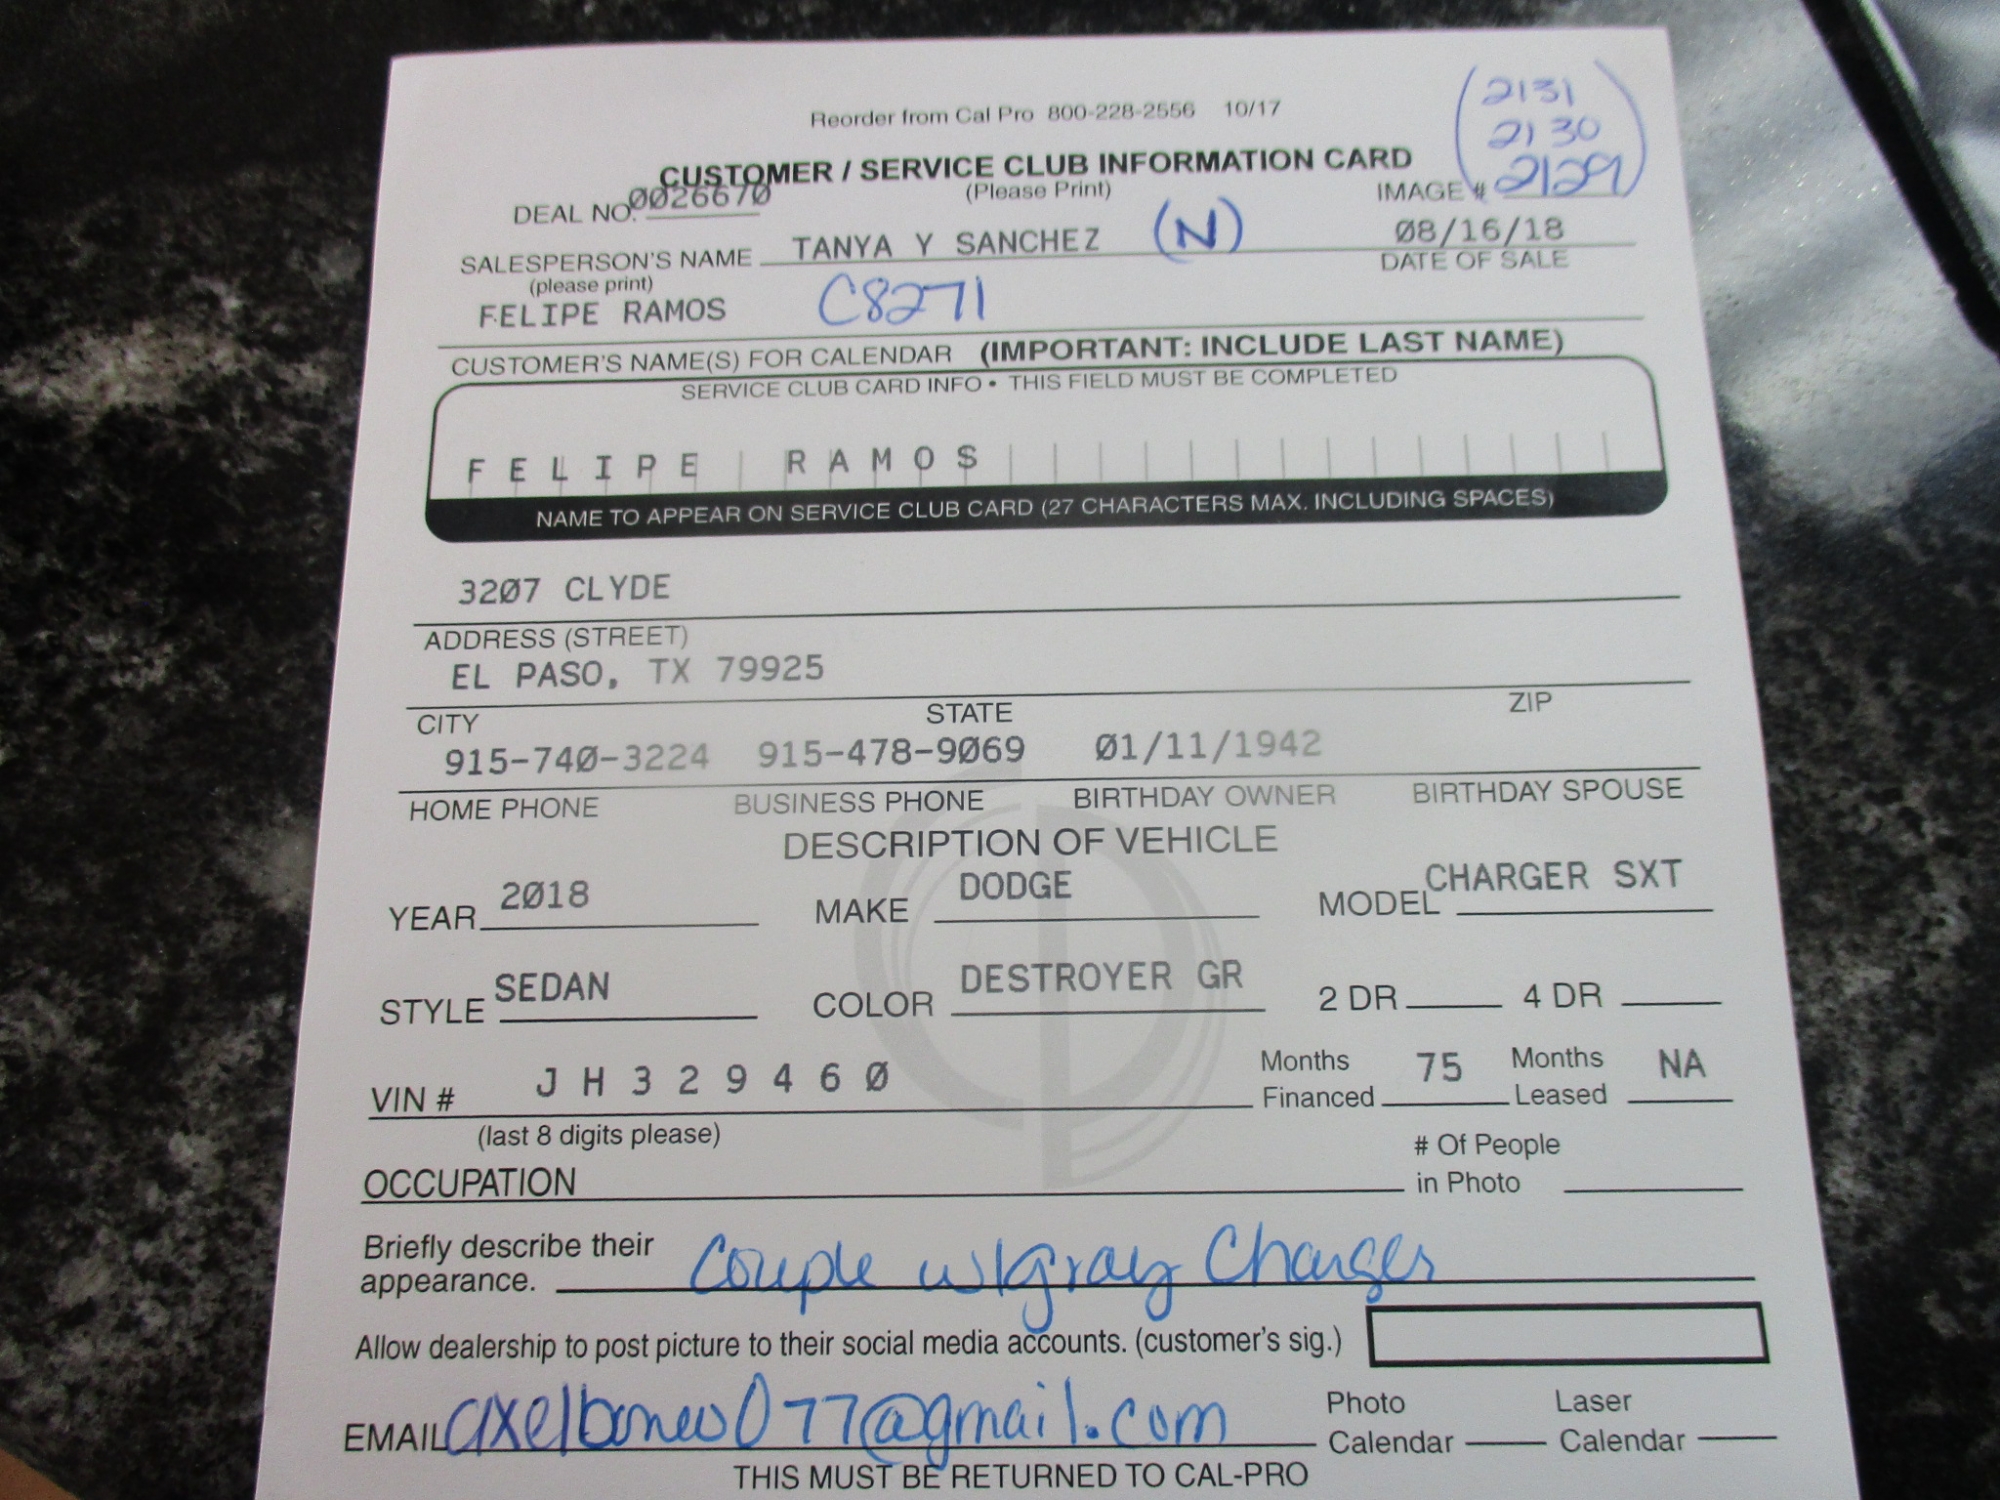 Reorder from Cal Pro 800-228-2556 10/17
(2131
2130
CUSTOMER / SERVICE CLUB INFORMATION CARD
(Please Print)
DEAL NO. 0026670
IMAGE # 2129)
SALESPERSON'S NAME TANYA Y SANCHEZ (N) 08/16/18
(please print) DATE OF SALE
FELIPE RAMOS C8271
CUSTOMER'S NAME(S) FOR CALENDAR (IMPORTANT: INCLUDE LAST NAME)
SERVICE CLUB CARD INFO • THIS FIELD MUST BE COMPLETED
FELIPE RAMOS
NAME TO APPEAR ON SERVICE CLUB CARD (27 CHARACTERS MAX. INCLUDING SPACES)
3207 CLYDE
ADDRESS (STREET)
EL PASO, TX 79925
CITY STATE ZIP
915-740-3224 915-478-9069 01/11/1942
HOME PHONE BUSINESS PHONE BIRTHDAY OWNER BIRTHDAY SPOUSE
DESCRIPTION OF VEHICLE
YEAR 2018 MAKE DODGE MODEL CHARGER SXT
STYLE SEDAN COLOR DESTROYER GR 2 DR 4 DR
VIN # JH329460 Months Financed 75 Months Leased NA
(last 8 digits please)
OCCUPATION # Of People in Photo
Briefly describe their appearance. Couple w/gray Charger
Allow dealership to post picture to their social media accounts. (customer's sig.)
EMAIL @gmail.com Photo Calendar Laser Calendar
THIS MUST BE RETURNED TO CAL-PRO